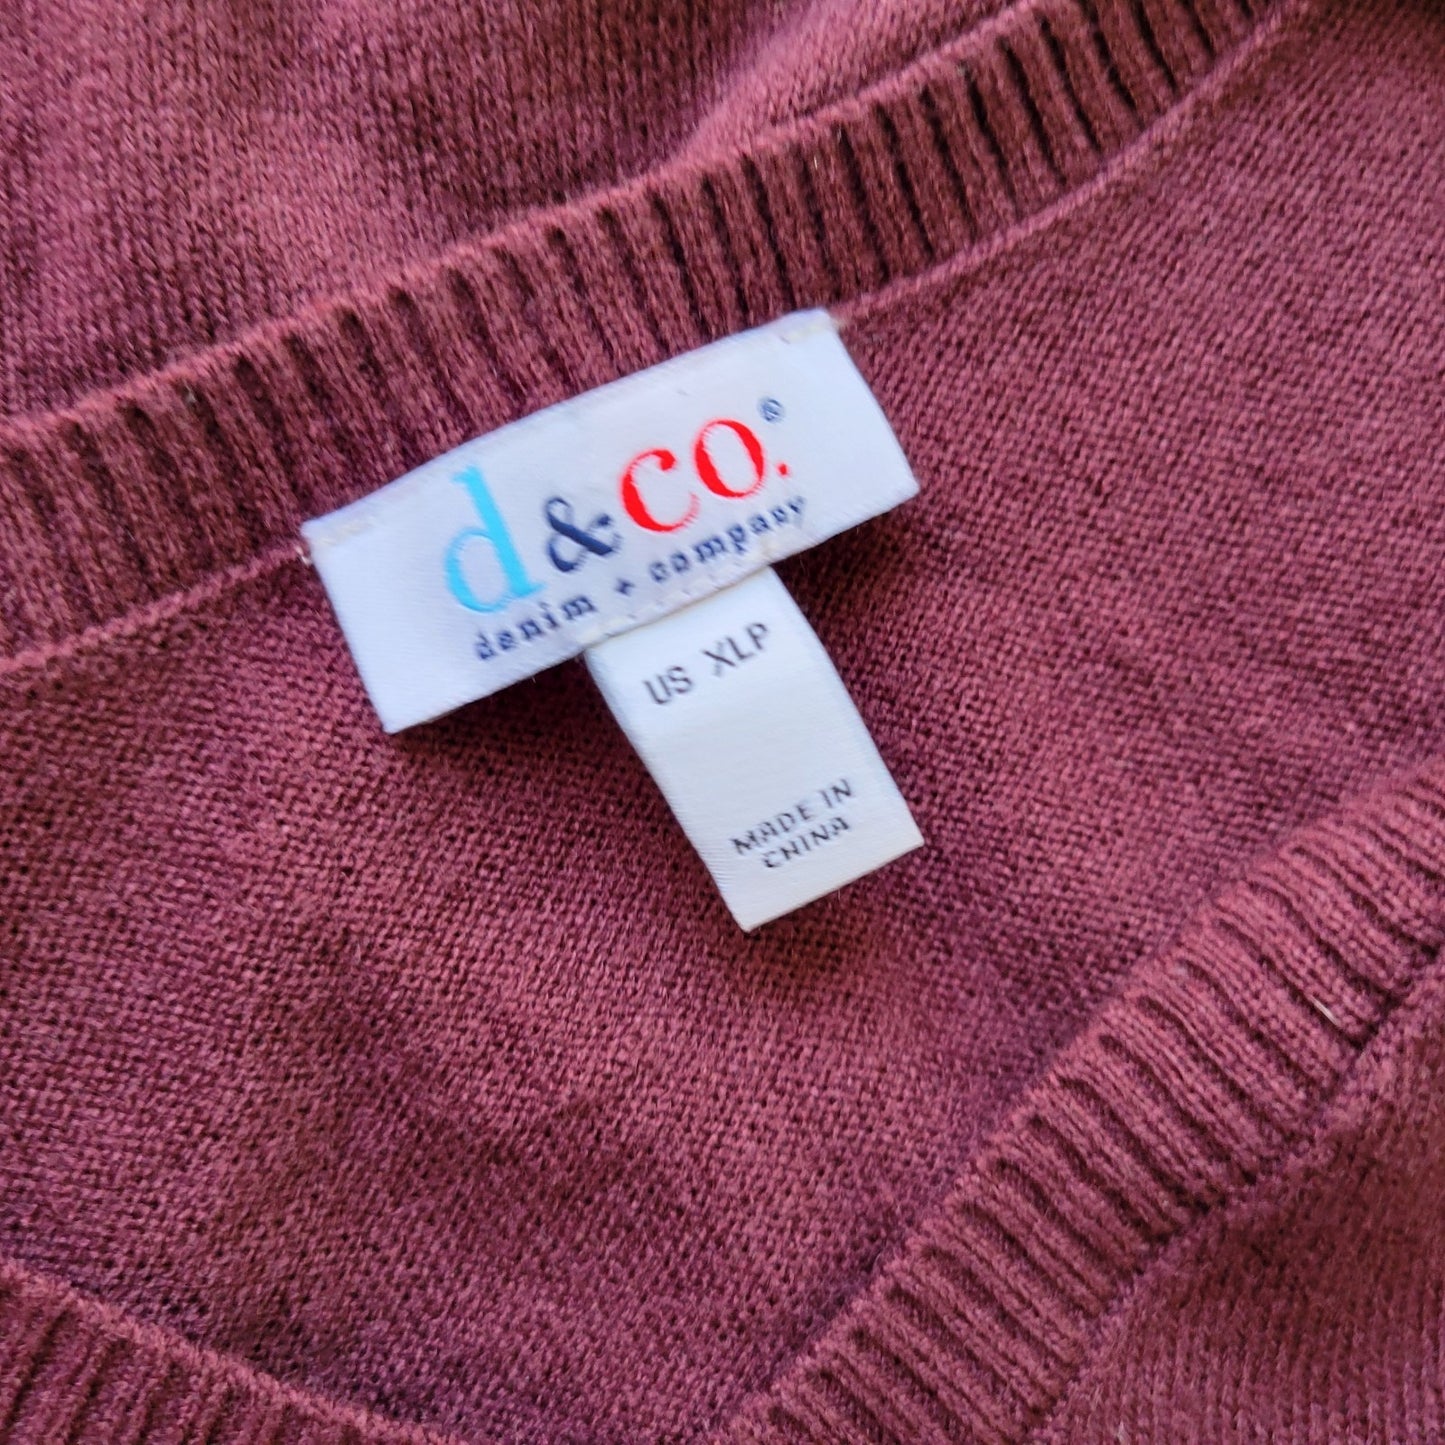 d&co.®
denim + company
US XLP
MADE IN
CHINA